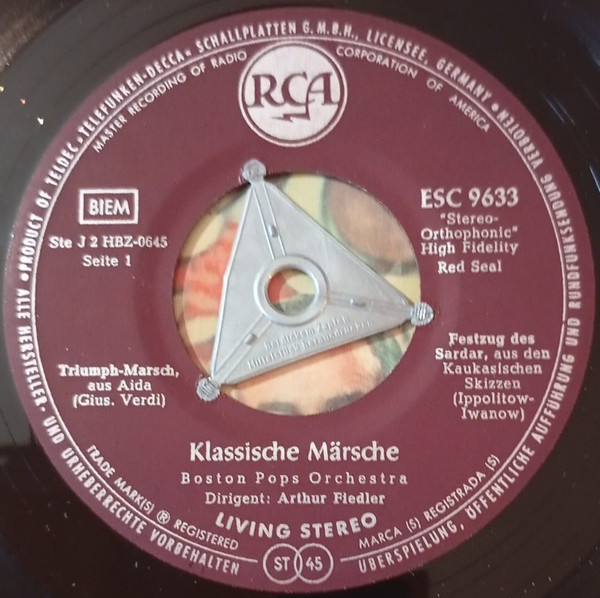 PRODUCT OF TELDEC »TELEFUNKEN-DECCA« SCHALLPLATTEN G.M.B.H., LICENSEE, GERMANY
MASTER RECORDING OF RADIO CORPORATION OF AMERICA
RCA
BIEM
Ste J 2 HBZ-0645
Seite 1
ESC 9633
"Stereo-
Orthophonic"
High Fidelity
Red Seal
Triumph-Marsch,
aus Aida
(Gius. Verdi)
Festzug des
Sardar, aus den
Kaukasischen
Skizzen
(Ippolitow-
Iwanow)
Klassische Märsche
Boston Pops Orchestra
Dirigent: Arthur Fiedler
LIVING STEREO
TRADE MARK(S) ® REGISTERED
MARCA (S) REGISTRADA (S)
ST 45
ALLE HERSTELLER- UND URHEBERRECHTE VORBEHALTEN
ÜBERSPIELUNG, ÖFFENTLICHE AUFFÜHRUNG UND RUNDFUNKSENDUNG VERBOTEN